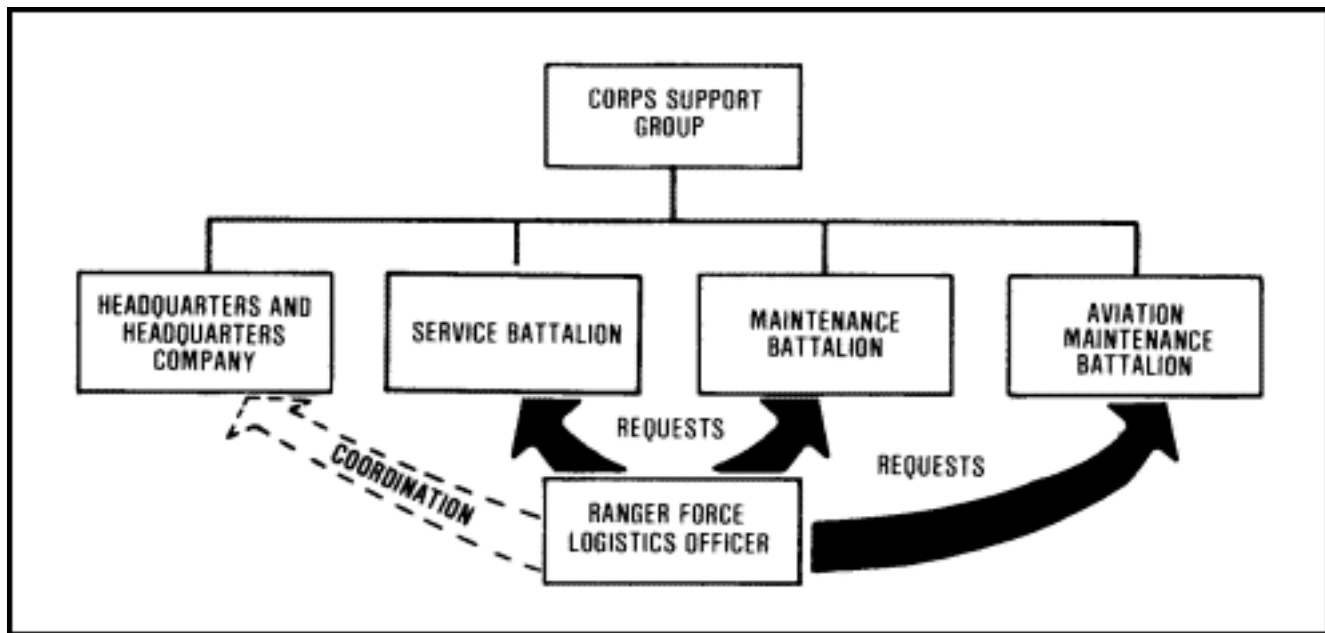 CORPS SUPPORT
GROUP
HEADQUARTERS AND
HEADQUARTERS
COMPANY
SERVICE BATTALION
MAINTENANCE
BATTALION
AVIATION
MAINTENANCE
BATTALION
REQUESTS
REQUESTS
COORDINATION
RANGER FORCE
LOGISTICS OFFICER